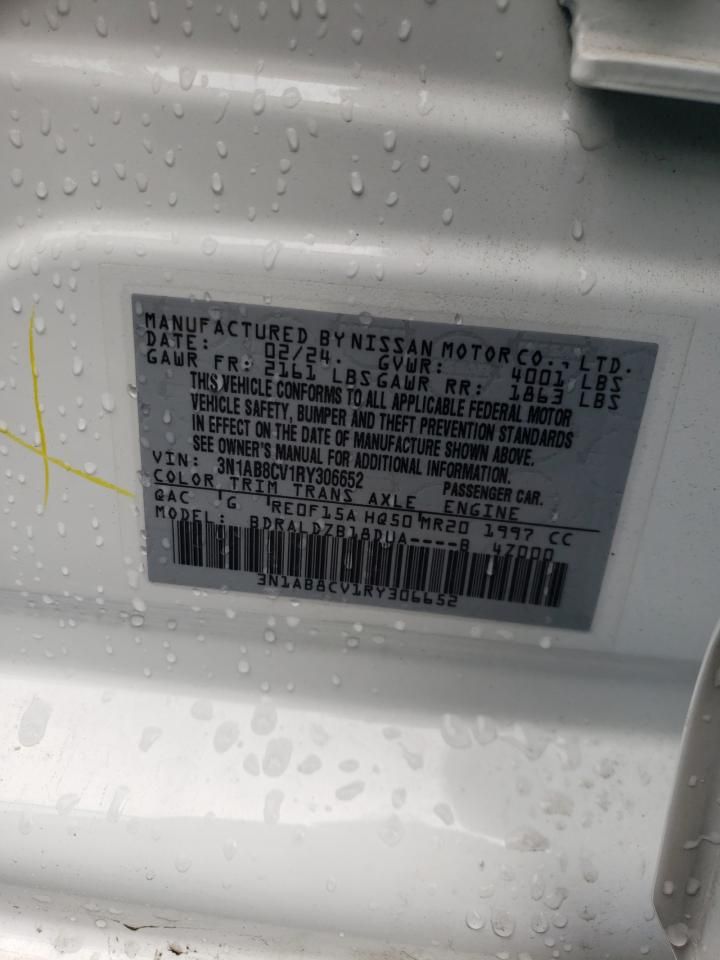 MANUFACTURED BY NISSAN MOTOR CO., LTD.
DATE: 02/24 GVWR: 4001 LBS
GAWR FR: 2161 LBS GAWR RR: 1863 LBS
THIS VEHICLE CONFORMS TO ALL APPLICABLE FEDERAL MOTOR
VEHICLE SAFETY, BUMPER AND THEFT PREVENTION STANDARDS
IN EFFECT ON THE DATE OF MANUFACTURE SHOWN ABOVE.
SEE OWNER'S MANUAL FOR ADDITIONAL INFORMATION.
VIN: 3N1AB8CV1RY306652 PASSENGER CAR.
COLOR TRIM TRANS AXLE ENGINE
QAC G RE0F15A HQ50 MR20 1997 CC
MODEL: BDRALDZB18DUA----B 4Z000
3N1AB8CV1RY306652